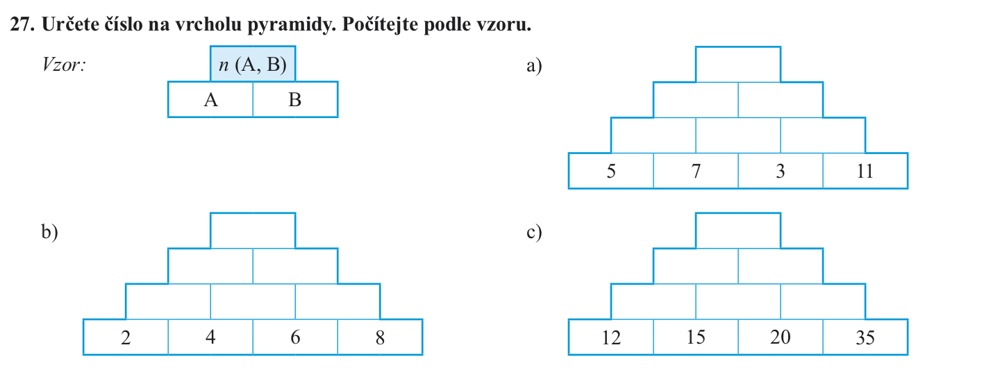 27. Určete číslo na vrcholu pyramidy. Počítejte podle vzoru.
Vzor:
n (A, B)
A B
a)
5 7 3 11
b)
2 4 6 8
c)
12 15 20 35